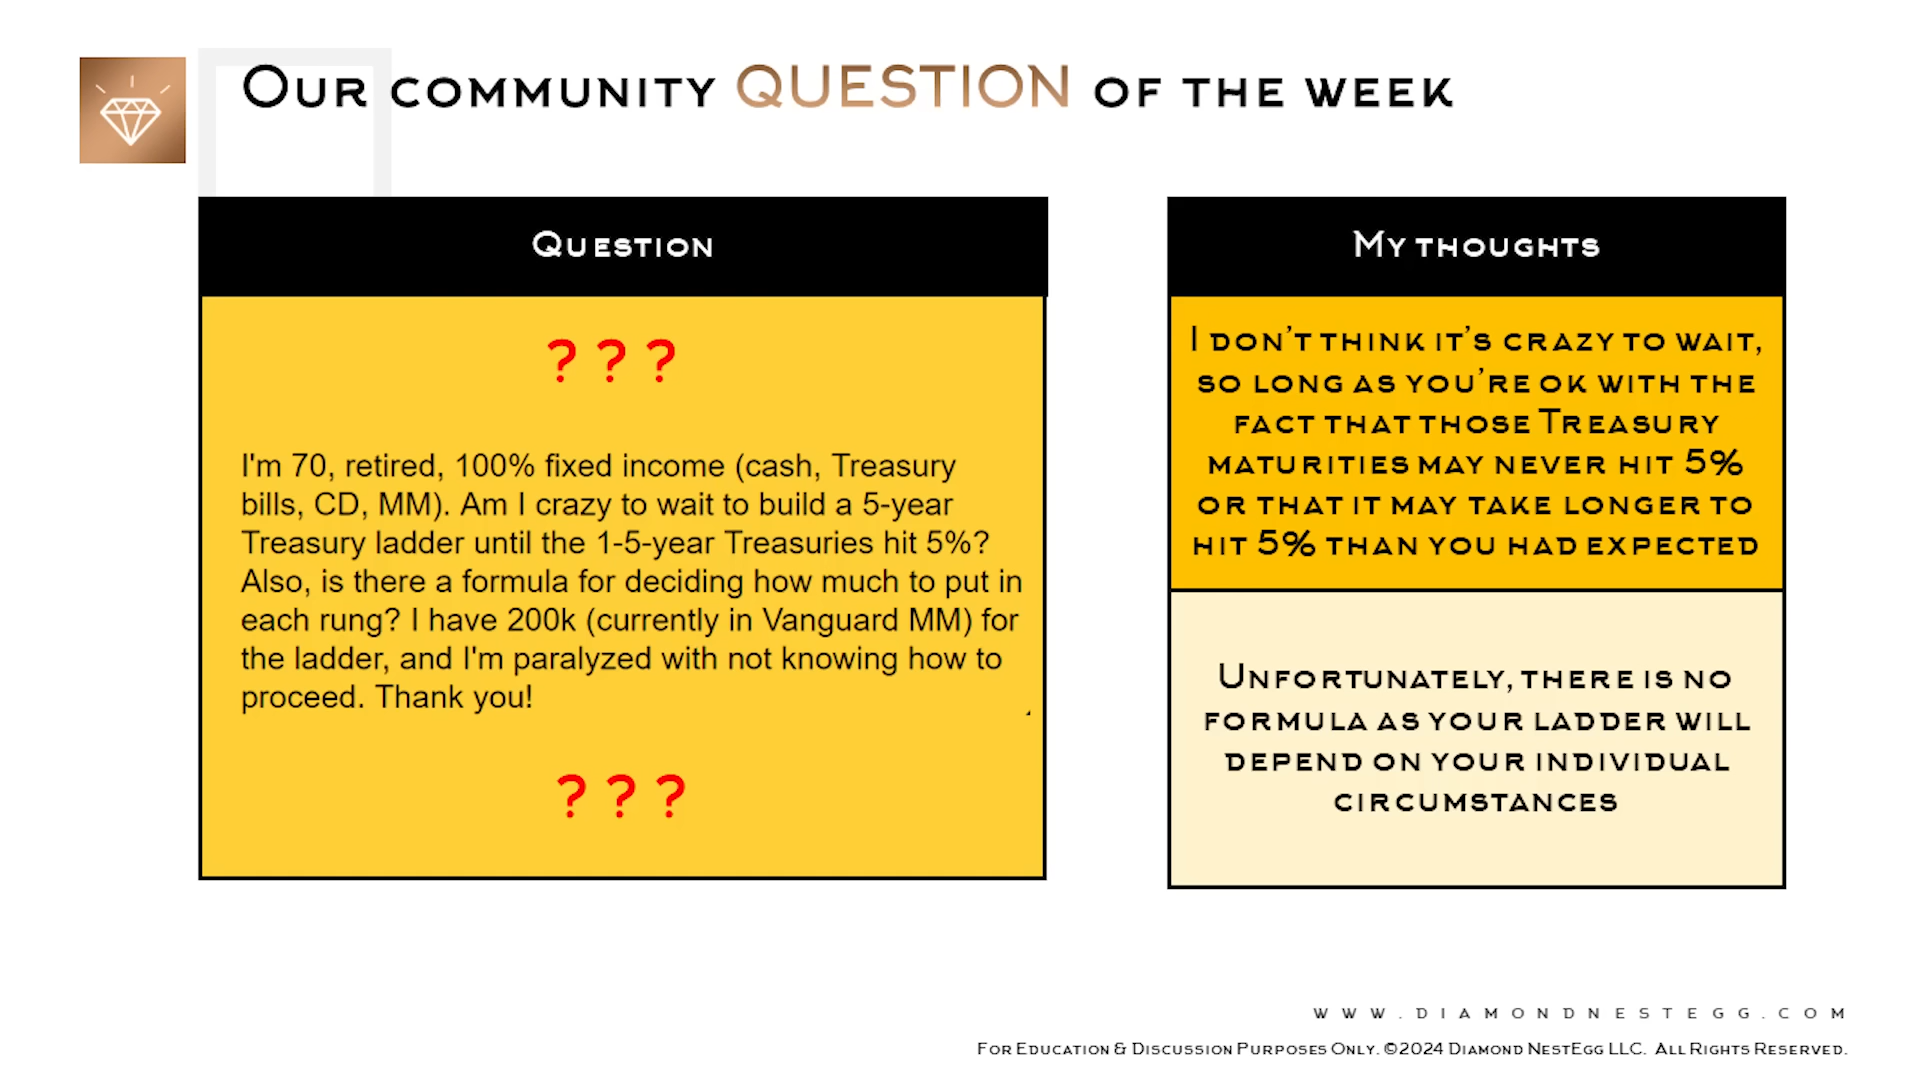 Our community QUESTION of the week
Question
? ? ?
I'm 70, retired, 100% fixed income (cash, Treasury
bills, CD, MM). Am I crazy to wait to build a 5-year
Treasury ladder until the 1-5-year Treasuries hit 5%?
Also, is there a formula for deciding how much to put in
each rung? I have 200k (currently in Vanguard MM) for
the ladder, and I'm paralyzed with not knowing how to
proceed. Thank you!
? ? ?
My thoughts
I don't think it's crazy to wait,
so long as you're ok with the
fact that those Treasury
maturities may never hit 5%
or that it may take longer to
hit 5% than you had expected
Unfortunately, there is no
formula as your ladder will
depend on your individual
circumstances
www.diamondnestegg.com
For Education & Discussion Purposes Only. ©2024 Diamond NestEgg LLC. All Rights Reserved.